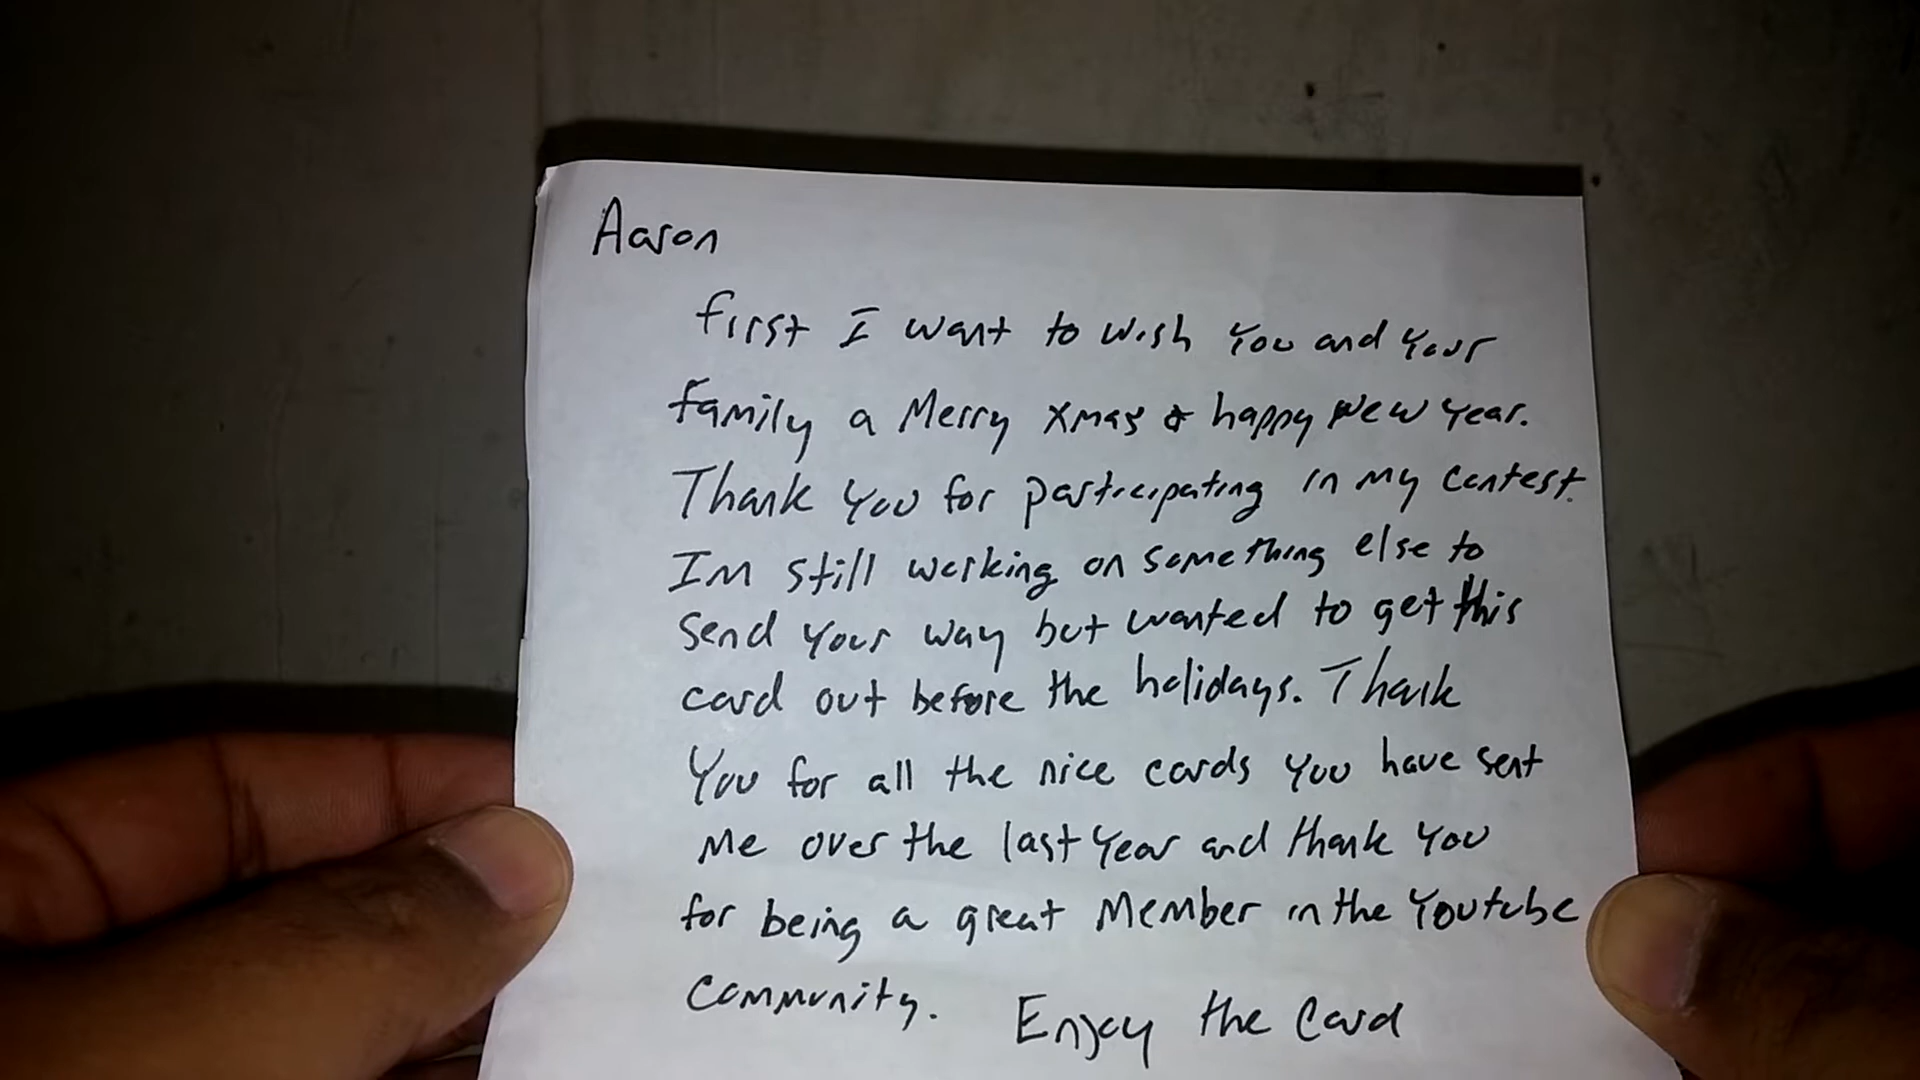 Aaron
first I want to wish you and your
family a Merry Xmas & happy New Year.
Thank you for participating in my contest.
Im still working on something else to
send your way but wanted to get this
card out before the holidays. Thank
You for all the nice cards you have sent
me over the last year and thank you
for being a great member in the Youtube
community. Enjoy the Card